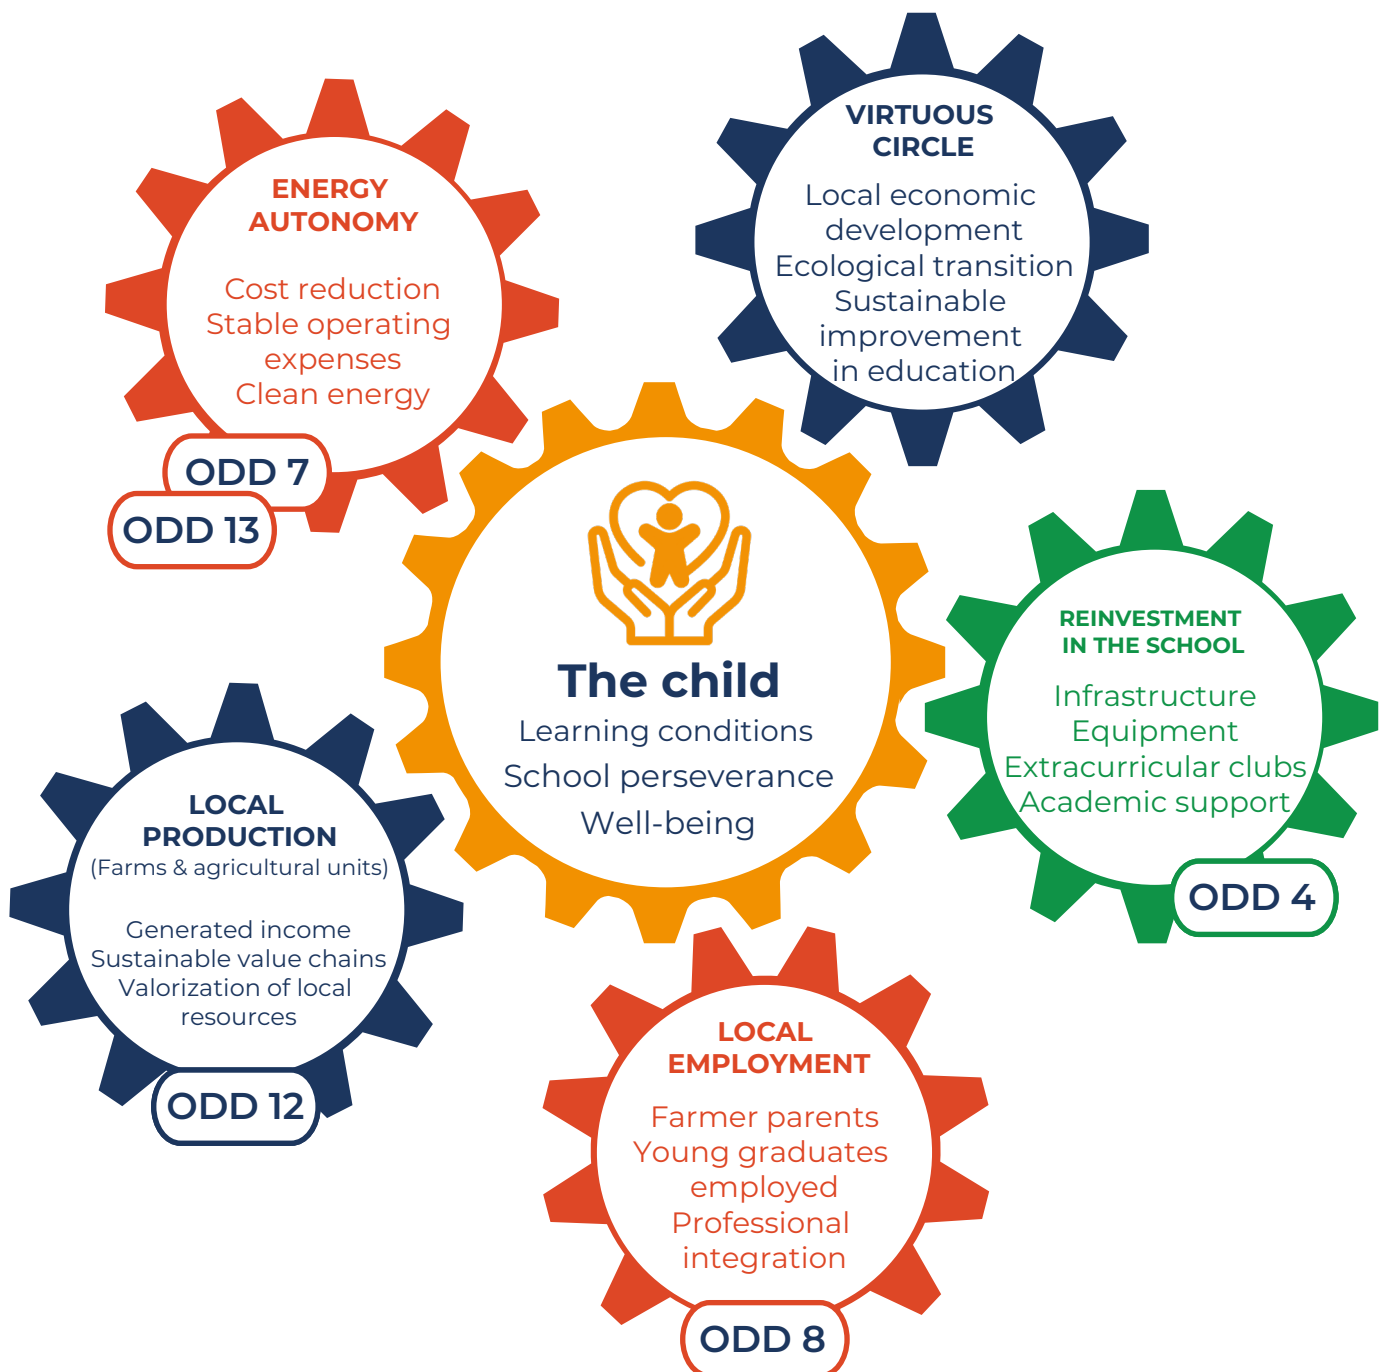 VIRTUOUS
CIRCLE
Local economic
development
Ecological transition
Sustainable
improvement
in education
ENERGY
AUTONOMY
Cost reduction
Stable operating
expenses
Clean energy
ODD 7
ODD 13
The child
Learning conditions
School perseverance
Well-being
REINVESTMENT
IN THE SCHOOL
Infrastructure
Equipment
Extracurricular clubs
Academic support
ODD 4
LOCAL
PRODUCTION
(Farms & agricultural units)
Generated income
Sustainable value chains
Valorization of local
resources
ODD 12
LOCAL
EMPLOYMENT
Farmer parents
Young graduates
employed
Professional
integration
ODD 8